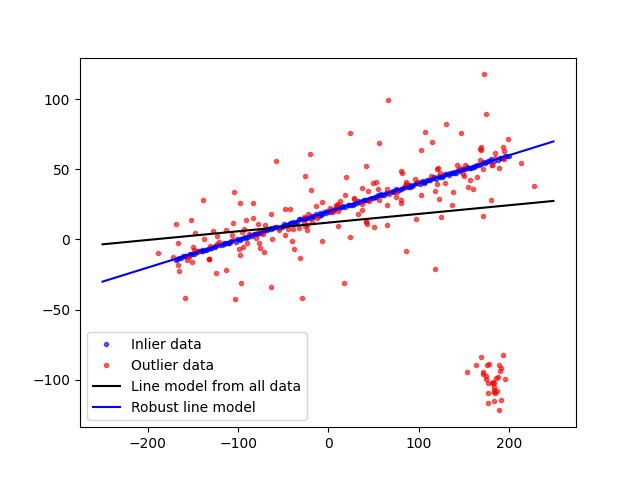 100
50
0
−50
−100
Inlier data
Outlier data
Line model from all data
Robust line model
−200 −100 0 100 200